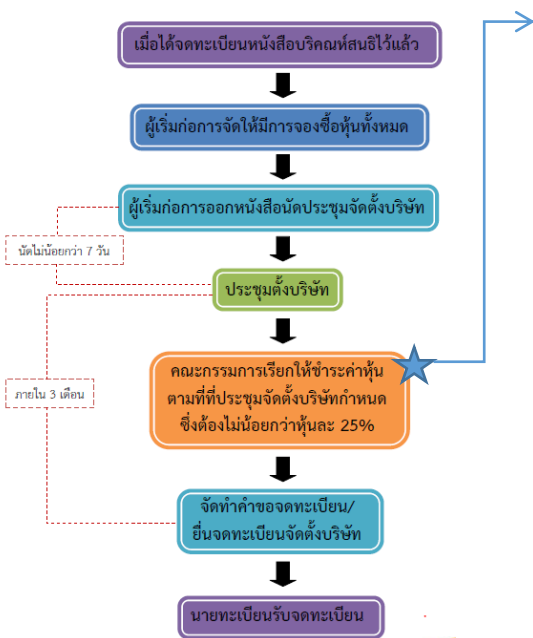 เมื่อได้จดทะเบียนหนังสือบริคณห์สนธิไว้แล้ว
ผู้เริ่มก่อการจัดให้มีการจองซื้อหุ้นทั้งหมด
ผู้เริ่มก่อการออกหนังสือนัดประชุมจัดตั้งบริษัท
นัดไม่น้อยกว่า 7 วัน
ประชุมตั้งบริษัท
คณะกรรมการเรียกให้ชำระค่าหุ้น
ตามที่ที่ประชุมจัดตั้งบริษัทกำหนด
ซึ่งต้องไม่น้อยกว่าหุ้นละ 25%
ภายใน 3 เดือน
จัดทำคำขอจดทะเบียน/
ยื่นจดทะเบียนจัดตั้งบริษัท
นายทะเบียนรับจดทะเบียน